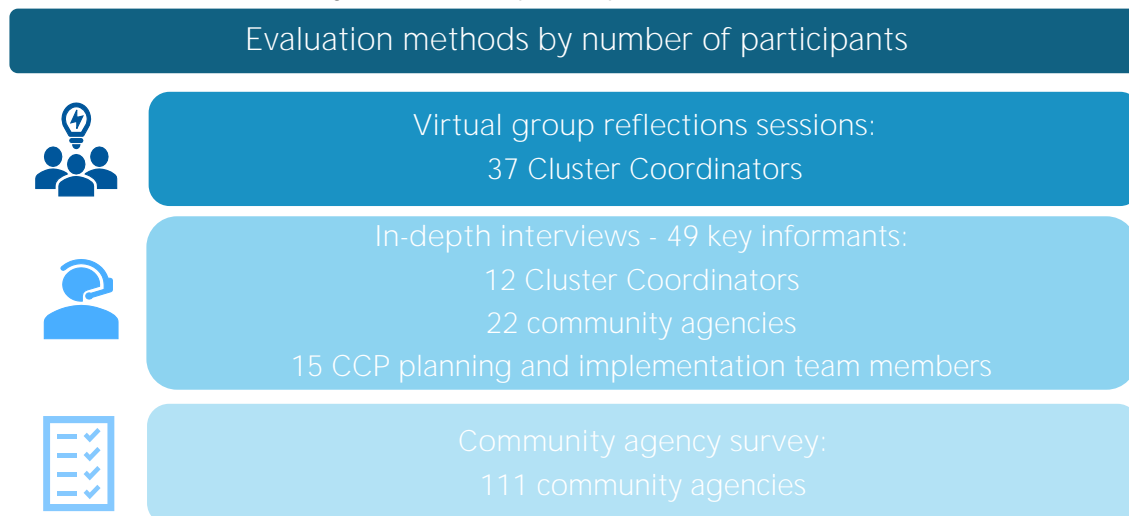 Evaluation methods by number of participants
Virtual group reflections sessions:
37 Cluster Coordinators
In-depth interviews - 49 key informants:
12 Cluster Coordinators
22 community agencies
15 CCP planning and implementation team members
Community agency survey:
111 community agencies